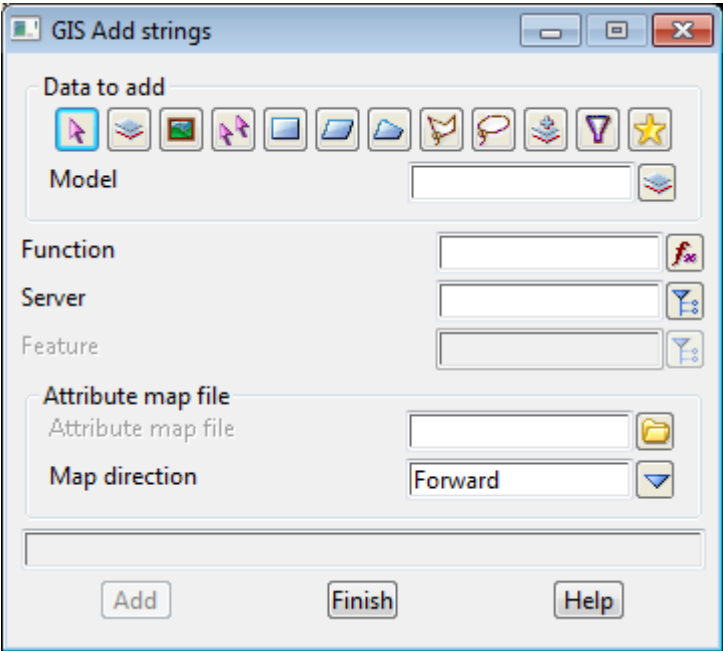 GIS Add strings
Data to add
Model
Function
Server
Feature
Attribute map file
Attribute map file
Map direction Forward
Add Finish Help